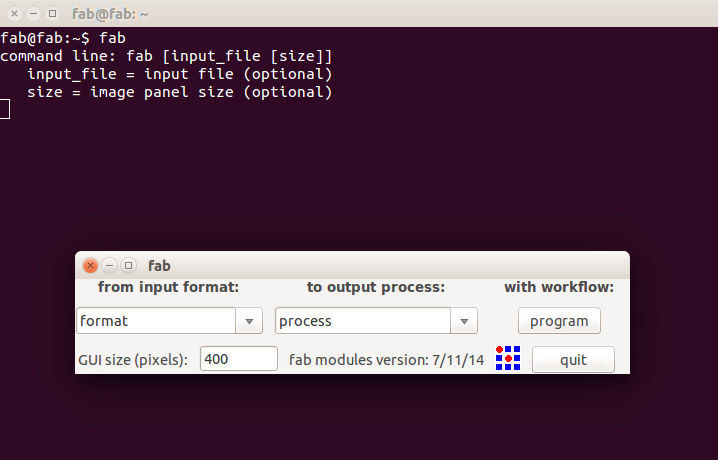 fab@fab: ~
fab@fab:~$ fab
command line: fab [input_file [size]]
input_file = input file (optional)
size = image panel size (optional)
fab
from input format: to output process: with workflow:
format process program
GUI size (pixels): 400 fab modules version: 7/11/14 quit